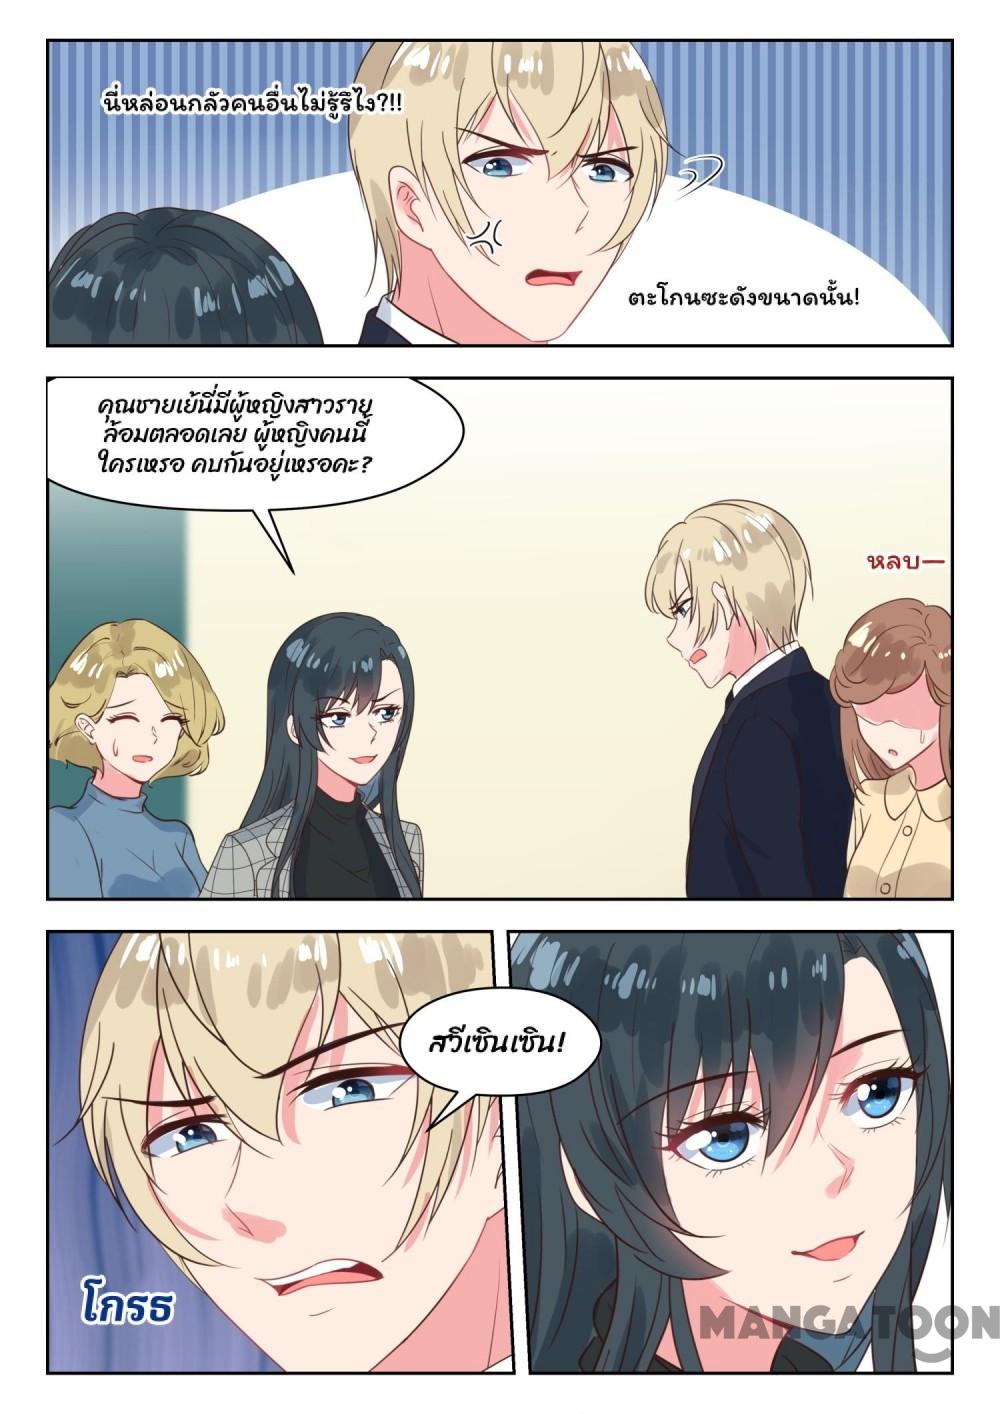 นี่หล่อนกลัวคนอื่นไม่รู้รึไง?!!
ตะโกนซะดังขนาดนั้น!
คุณชายเย้นี่มีผู้หญิงสาวราย
ล้อมตลอดเลย ผู้หญิงคนนี้
ใครเหรอ คบกันอยู่เหรอคะ?
หลบ—
สวีเซินเซิน!
โกรธ
MANGATOON